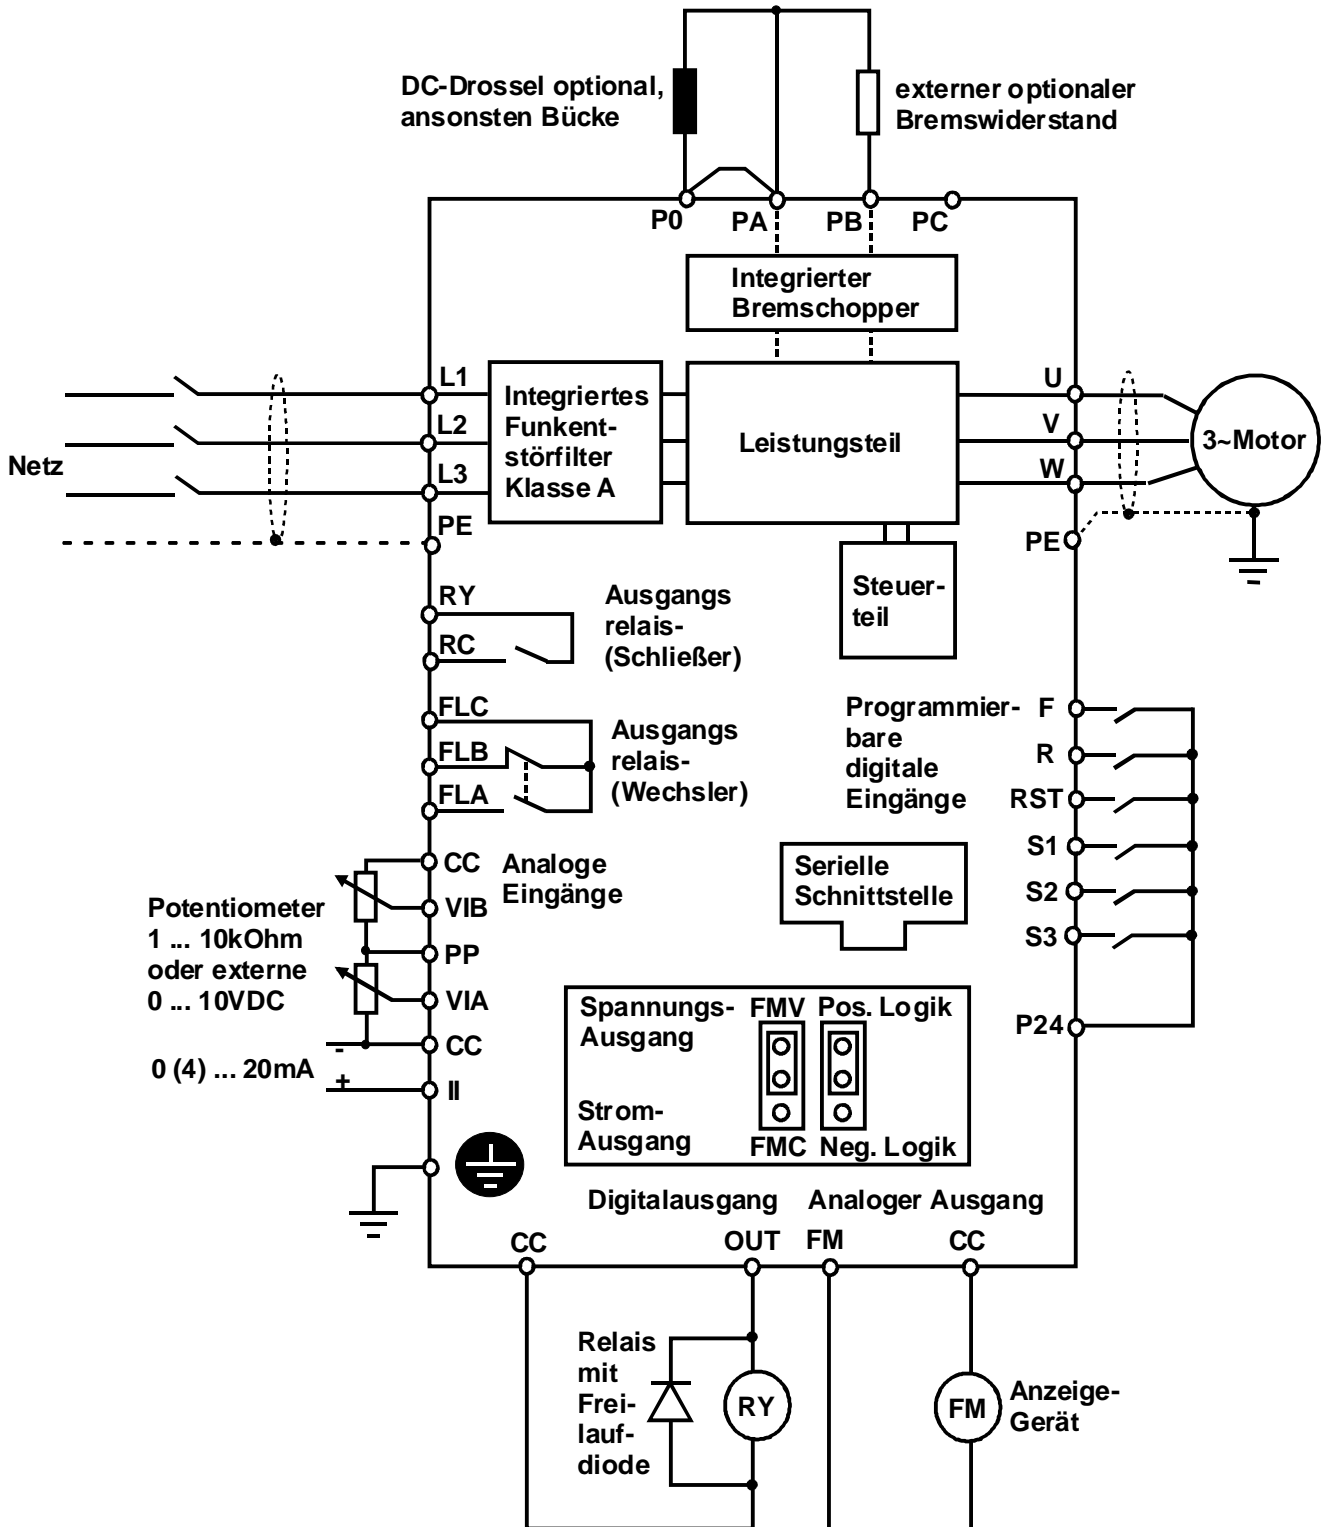 DC-Drossel optional,
ansonsten Bücke
externer optionaler
Bremswiderstand
P0
PA
PB
PC
Integrierter
Bremschopper
L1
L2
L3
PE
Netz
Integriertes
Funkent-
störfilter
Klasse A
Leistungsteil
U
V
W
PE
3~Motor
Steuer-
teil
RY
RC
Ausgangs
relais-
(Schließer)
FLC
FLB
FLA
Ausgangs
relais-
(Wechsler)
Programmier-
bare
digitale
Eingänge
F
R
RST
S1
S2
S3
P24
CC
VIB
PP
VIA
CC
II
Analoge
Eingänge
Potentiometer
1 ... 10kOhm
oder externe
0 ... 10VDC
-
0 (4) ... 20mA
+
Serielle
Schnittstelle
Spannungs-
Ausgang
FMV
Pos. Logik
Strom-
Ausgang
FMC
Neg. Logik
Digitalausgang
Analoger Ausgang
CC
OUT
FM
CC
Relais
mit
Frei-
lauf-
diode
RY
FM
Anzeige-
Gerät